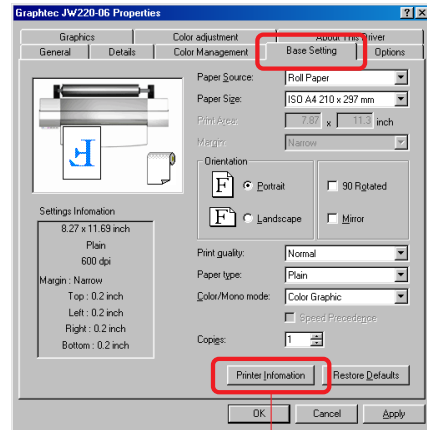 Graphtec JW220-06 Properties
Graphics Color adjustment About This Driver
General Details Color Management Base Setting Options
Paper Source: Roll Paper
Paper Size: ISO A4 210 x 297 mm
Print Area: 7.87 x 11.3 inch
Margin: Narrow
Orientation
F Portrait 90 Rotated
F Landscape Mirror
F
Settings Infomation
8.27 x 11.69 inch
Plain
600 dpi
Margin : Narrow
Top : 0.2 inch
Left : 0.2 inch
Right : 0.2 inch
Bottom : 0.2 inch
Print quality: Normal
Paper type: Plain
Color/Mono mode: Color Graphic
Speed Precedence
Copies: 1
Printer Infomation Restore Defaults
OK Cancel Apply